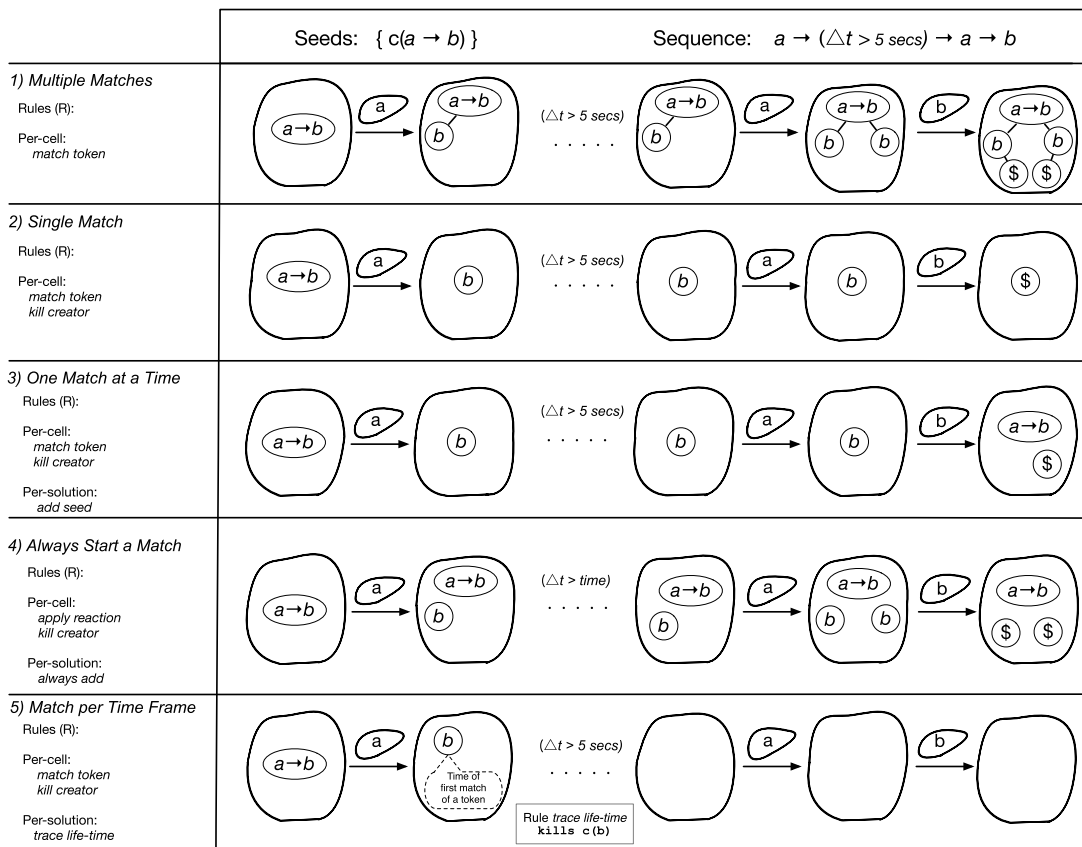 Seeds: { c(a → b) }
Sequence: a → (△t > 5 secs) → a → b
1) Multiple Matches
Rules (R):
Per-cell:
match token
a→b
a
a→b
b
(△t > 5 secs)
. . . . .
a→b
b
a
a→b
b b
b
a→b
b b
$ $
2) Single Match
Rules (R):
Per-cell:
match token
kill creator
a→b
a
b
(△t > 5 secs)
. . . . .
b
a
b
b
$
3) One Match at a Time
Rules (R):
Per-cell:
match token
kill creator
Per-solution:
add seed
a→b
a
b
(△t > 5 secs)
. . . . .
b
a
b
b
a→b
$
4) Always Start a Match
Rules (R):
Per-cell:
apply reaction
kill creator
Per-solution:
always add
a→b
a
a→b
b
(△t > time)
. . . . .
a→b
b
a
a→b
b b
b
a→b
$ $
5) Match per Time Frame
Rules (R):
Per-cell:
match token
kill creator
Per-solution:
trace life-time
a→b
a
b
Time of
first match
of a token
(△t > 5 secs)
. . . . .
Rule trace life-time
kills c(b)
a
b